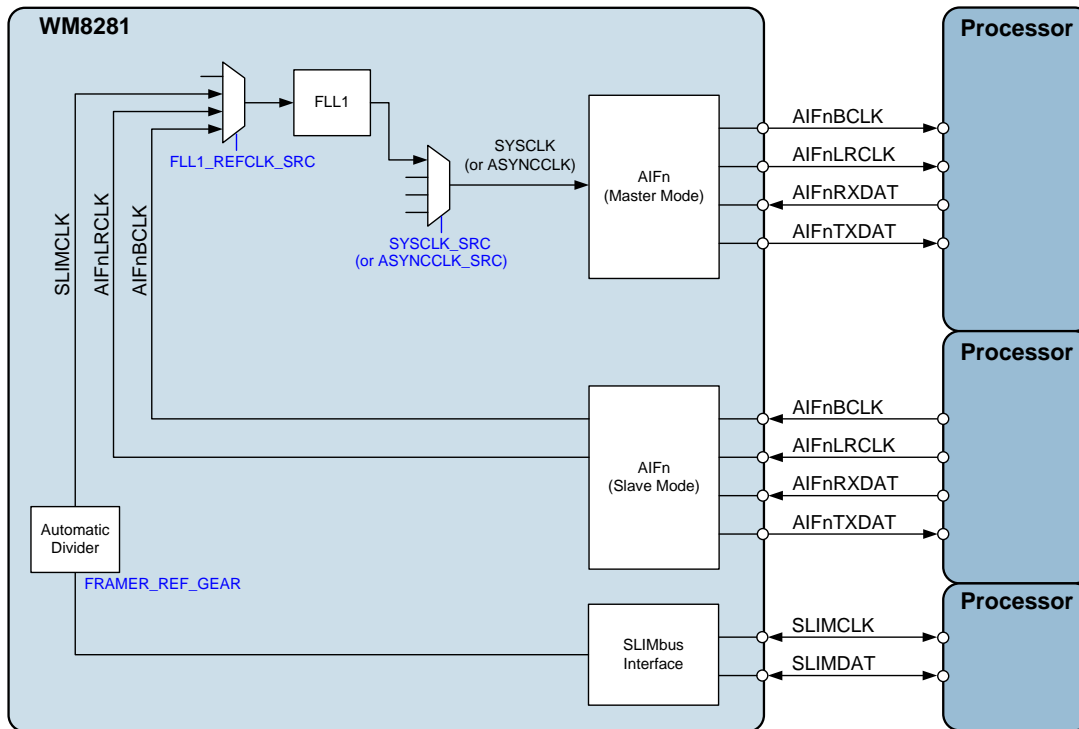 WM8281
Processor
FLL1
FLL1_REFCLK_SRC
SYSCLK
(or ASYNCCLK)
SYSCLK_SRC
(or ASYNCCLK_SRC)
AIFn
(Master Mode)
AIFnBCLK
AIFnLRCLK
AIFnRXDAT
AIFnTXDAT
SLIMCLK
AIFnLRCLK
AIFnBCLK
Processor
AIFn
(Slave Mode)
AIFnBCLK
AIFnLRCLK
AIFnRXDAT
AIFnTXDAT
Automatic
Divider
FRAMER_REF_GEAR
Processor
SLIMbus
Interface
SLIMCLK
SLIMDAT